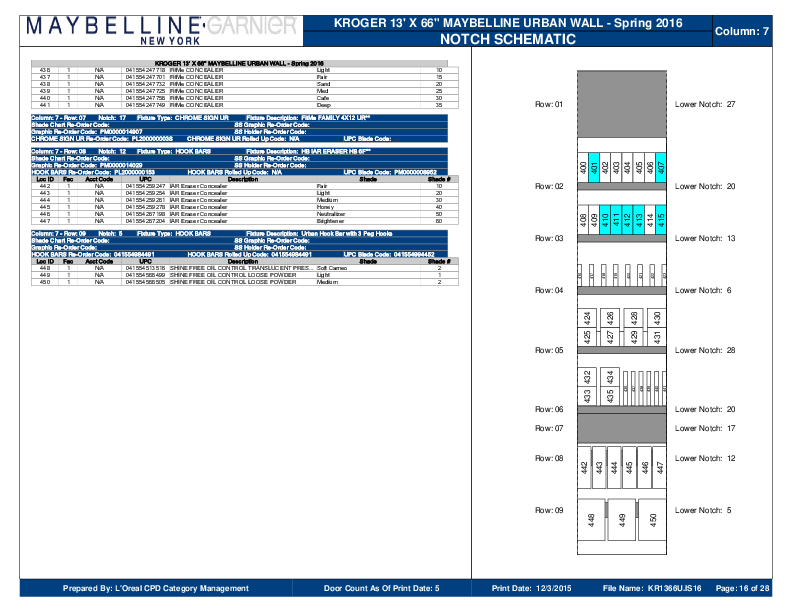 MAYBELLINE GARNIER
NEW YORK
KROGER 13' X 66" MAYBELLINE URBAN WALL - Spring 2016
NOTCH SCHEMATIC
Column: 7
KROGER 13' X 66" MAYBELLINE URBAN WALL - Spring 2016
436 1 N/A 041554247718 FitMe CONCEALER Light 10
437 1 N/A 041554247701 FitMe CONCEALER Fair 15
438 1 N/A 041554247732 FitMe CONCEALER Sand 20
439 1 N/A 041554247725 FitMe CONCEALER Med 25
440 1 N/A 041554247756 FitMe CONCEALER Cafe 30
441 1 N/A 041554247749 FitMe CONCEALER Deep 35
Column: 7 - Row: 07 Notch: 17 Fixture Type: CHROME SIGN UR Fixture Description: FitMe FAMILY 4X12 UR**
Shade Chart Re-Order Code: SS Graphic Re-Order Code:
Graphic Re-Order Code: PM0000014907 SS Holder Re-Order Code:
CHROME SIGN UR Re-Order Code: PL2000000038 CHROME SIGN UR Rolled Up Code: N/A UPC Blade Code:
Column: 7 - Row: 08 Notch: 12 Fixture Type: HOOK BARS Fixture Description: HB IAR ERASER HB 6F**
Shade Chart Re-Order Code: SS Graphic Re-Order Code:
Graphic Re-Order Code: PM0000014029 SS Holder Re-Order Code:
HOOK BARS Re-Order Code: PL2000000153 HOOK BARS Rolled Up Code: N/A UPC Blade Code: PM0000008952
Loc ID Fac Acct Code UPC Description Shade Shade #
442 1 N/A 041554259247 IAR Eraser Concealer Fair 10
443 1 N/A 041554259254 IAR Eraser Concealer Light 20
444 1 N/A 041554259261 IAR Eraser Concealer Medium 30
445 1 N/A 041554259278 IAR Eraser Concealer Honey 40
446 1 N/A 041554267198 IAR Eraser Concealer Neutralizer 50
447 1 N/A 041554267204 IAR Eraser Concealer Brightener 60
Column: 7 - Row: 09 Notch: 5 Fixture Type: HOOK BARS Fixture Description: Urban Hook Bar with 3 Peg Hooks
Shade Chart Re-Order Code: SS Graphic Re-Order Code:
Graphic Re-Order Code: SS Holder Re-Order Code:
HOOK BARS Re-Order Code: 041554984491 HOOK BARS Rolled Up Code: 041554984491 UPC Blade Code: 041554984452
Loc ID Fac Acct Code UPC Description Shade Shade #
448 1 N/A 041554513516 SHINE FREE OIL CONTROL TRANSLUCENT PRES... Soft Cameo 2
449 1 N/A 041554566499 SHINE FREE OIL CONTROL LOOSE POWDER Light 1
450 1 N/A 041554566505 SHINE FREE OIL CONTROL LOOSE POWDER Medium 2
Row: 01 Lower Notch: 27
400 401 402 403 404 405 406 407
Row: 02 Lower Notch: 20
408 409 410 411 412 413 414 415
Row: 03 Lower Notch: 13
Row: 04 Lower Notch: 6
424 426 428 430
425 427 429 431
Row: 05 Lower Notch: 28
432 434
433 435
Row: 06 Lower Notch: 20
Row: 07 Lower Notch: 17
Row: 08 Lower Notch: 12
442 443 444 445 446 447
Row: 09 Lower Notch: 5
448 449 450
Prepared By: L'Oreal CPD Category Management Door Count As Of Print Date: 5 Print Date: 12/3/2015 File Name: KR1366UJS16 Page: 16 of 28